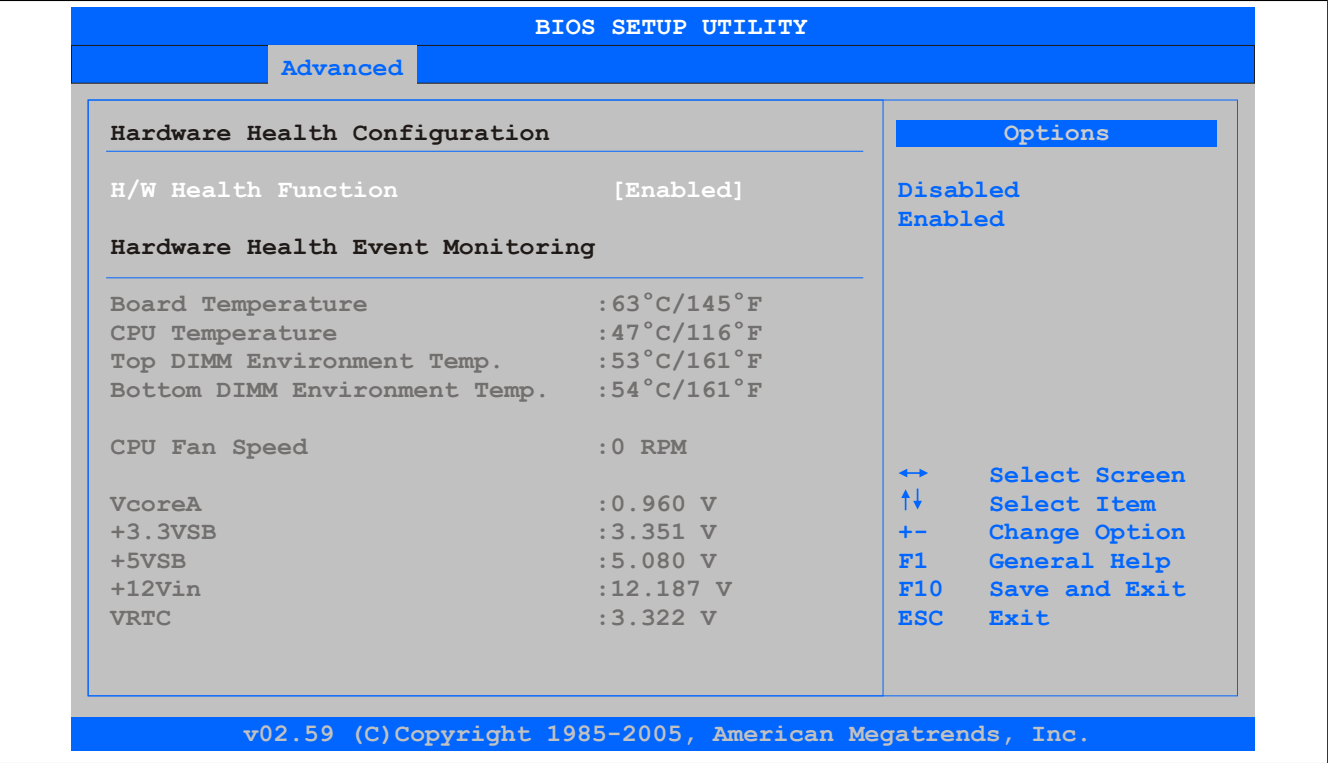 BIOS SETUP UTILITY
Advanced
Hardware Health Configuration
H/W Health Function [Enabled]
Hardware Health Event Monitoring
Board Temperature :63°C/145°F
CPU Temperature :47°C/116°F
Top DIMM Environment Temp. :53°C/161°F
Bottom DIMM Environment Temp. :54°C/161°F
CPU Fan Speed :0 RPM
VcoreA :0.960 V
+3.3VSB :3.351 V
+5VSB :5.080 V
+12Vin :12.187 V
VRTC :3.322 V
Options
Disabled
Enabled
↔ Select Screen
↑↓ Select Item
+- Change Option
F1 General Help
F10 Save and Exit
ESC Exit
v02.59 (C)Copyright 1985-2005, American Megatrends, Inc.